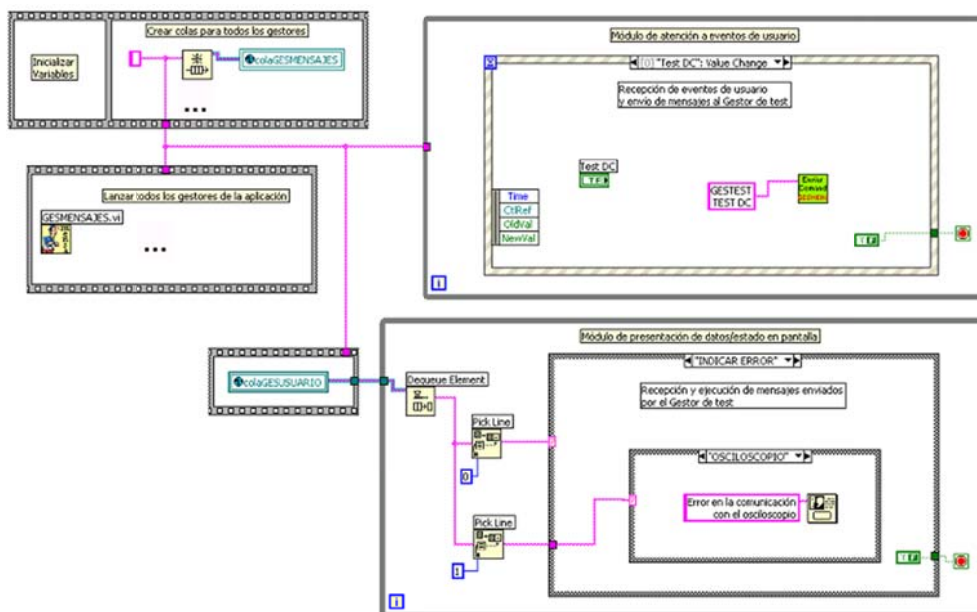 Inicializar
Variables
Crear colas para todos los gestores
colaGESMENSAJES
...
Lanzar todos los gestores de la aplicación
GESMENSAJES.vi
...
Módulo de atención a eventos de usuario
[0] "Test DC": Value Change
Recepción de eventos de usuario
y envío de mensajes al Gestor de test
Test DC
TF
Time
CtlRef
OldVal
NewVal
GESTEST
TEST DC
Enviar
Comand
i
colaGESUSUARIO
Módulo de presentación de datos/estado en pantalla
Dequeue Element
Pick Line
0
Pick Line
1
"INDICAR ERROR"
Recepción y ejecución de mensajes enviados
por el Gestor de test
"OSCILOSCOPIO"
Error en la comunicación
con el osciloscopio
i